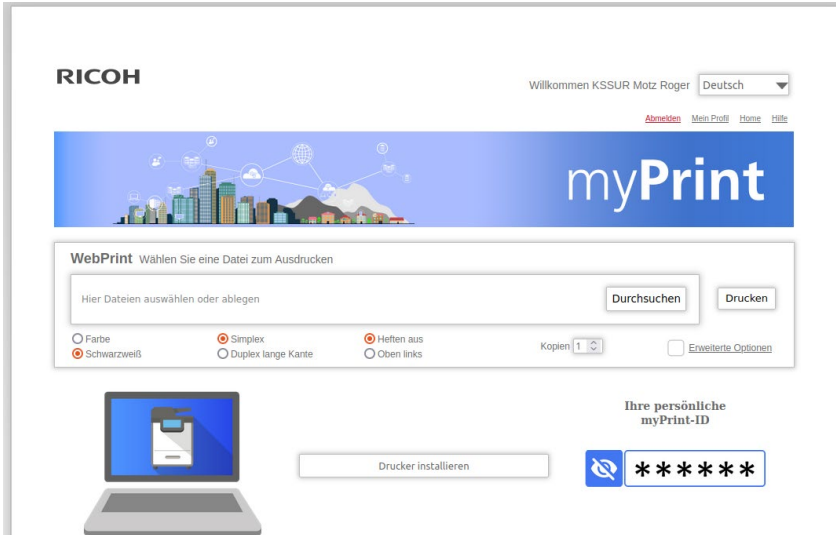 RICOH
Willkommen KSSUR Motz Roger Deutsch
Abmelden Mein Profil Home Hilfe
myPrint
WebPrint Wählen Sie eine Datei zum Ausdrucken
Hier Dateien auswählen oder ablegen Durchsuchen Drucken
Farbe Simplex Heften aus Kopien 1 Erweiterte Optionen
Schwarzweiß Duplex lange Kante Oben links
Ihre persönliche
myPrint-ID
Drucker installieren ******